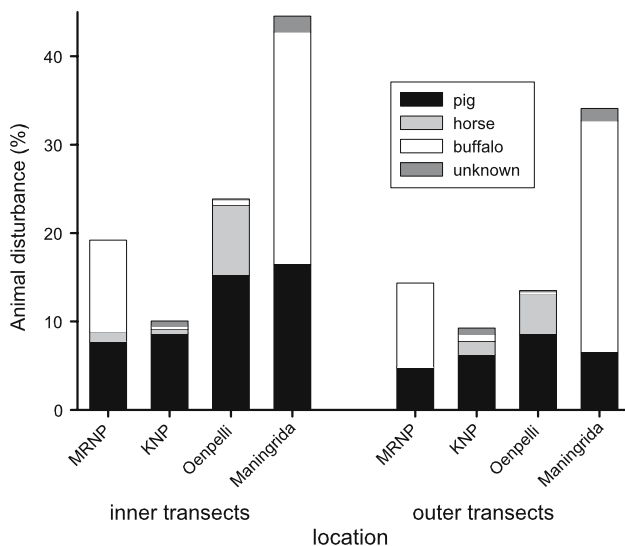 Animal disturbance (%)
40
30
20
10
0
pig
horse
buffalo
unknown
MRNP
KNP
Oenpelli
Maningrida
MRNP
KNP
Oenpelli
Maningrida
inner transects
outer transects
location